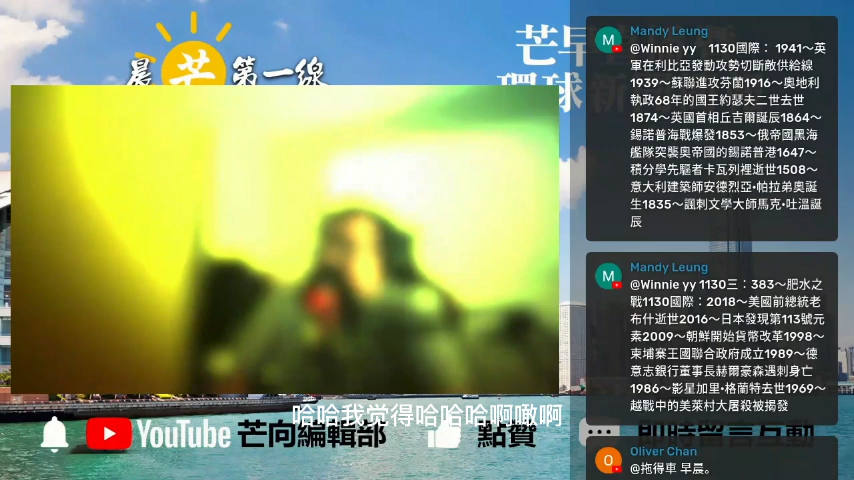 晨芒第一線
芒早
環球新
Mandy Leung
@Winnie yy 1130國際： 1941～英
軍在利比亞發動攻勢切斷敵供給線
1939～蘇聯進攻芬蘭1916～奧地利
執政68年的國王約瑟夫二世去世
1874～英國首相丘吉爾誕辰1864～
錫諾普海戰爆發1853～俄帝國黑海
艦隊突襲奧帝國的錫諾普港1647～
積分學先驅者卡瓦列裡逝世1508～
意大利建築師安德烈亞·帕拉弟奧誕
生1835～諷刺文學大師馬克·吐溫誕
辰
Mandy Leung
@Winnie yy 1130三：383～肥水之
戰1130國際：2018～美國前總統老
布什逝世2016～日本發現第113號元
素2009～朝鮮開始貨幣改革1998～
柬埔寨王國聯合政府成立1989～德
意志銀行董事長赫爾豪森遇刺身亡
1986～影星加里·格蘭特去世1969～
越戰中的美萊村大屠殺被揭發
Oliver Chan
@拖得車 早晨。
哈哈我觉得哈哈哈啊噉啊
YouTube 芒向編輯部 點贊 即時留言互動